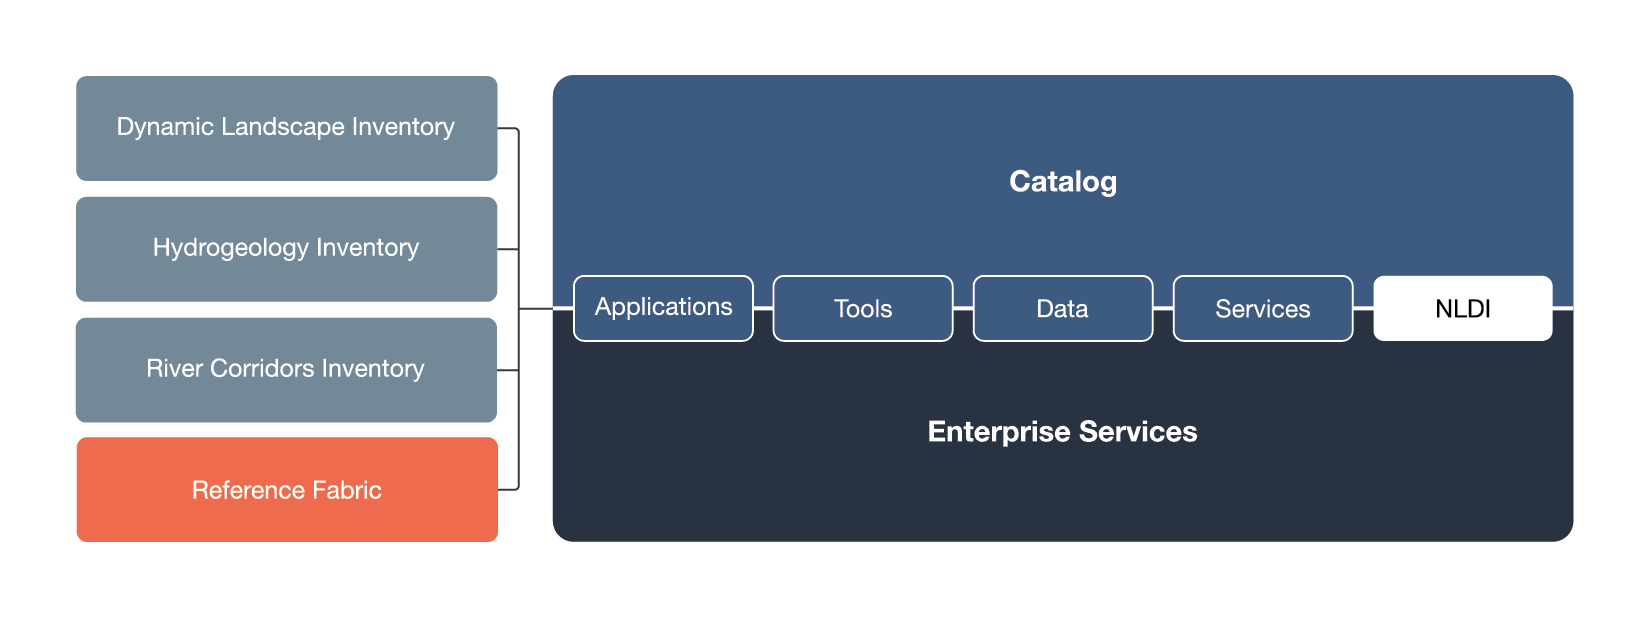 Dynamic Landscape Inventory
Hydrogeology Inventory
River Corridors Inventory
Reference Fabric
Catalog
Applications
Tools
Data
Services
NLDI
Enterprise Services